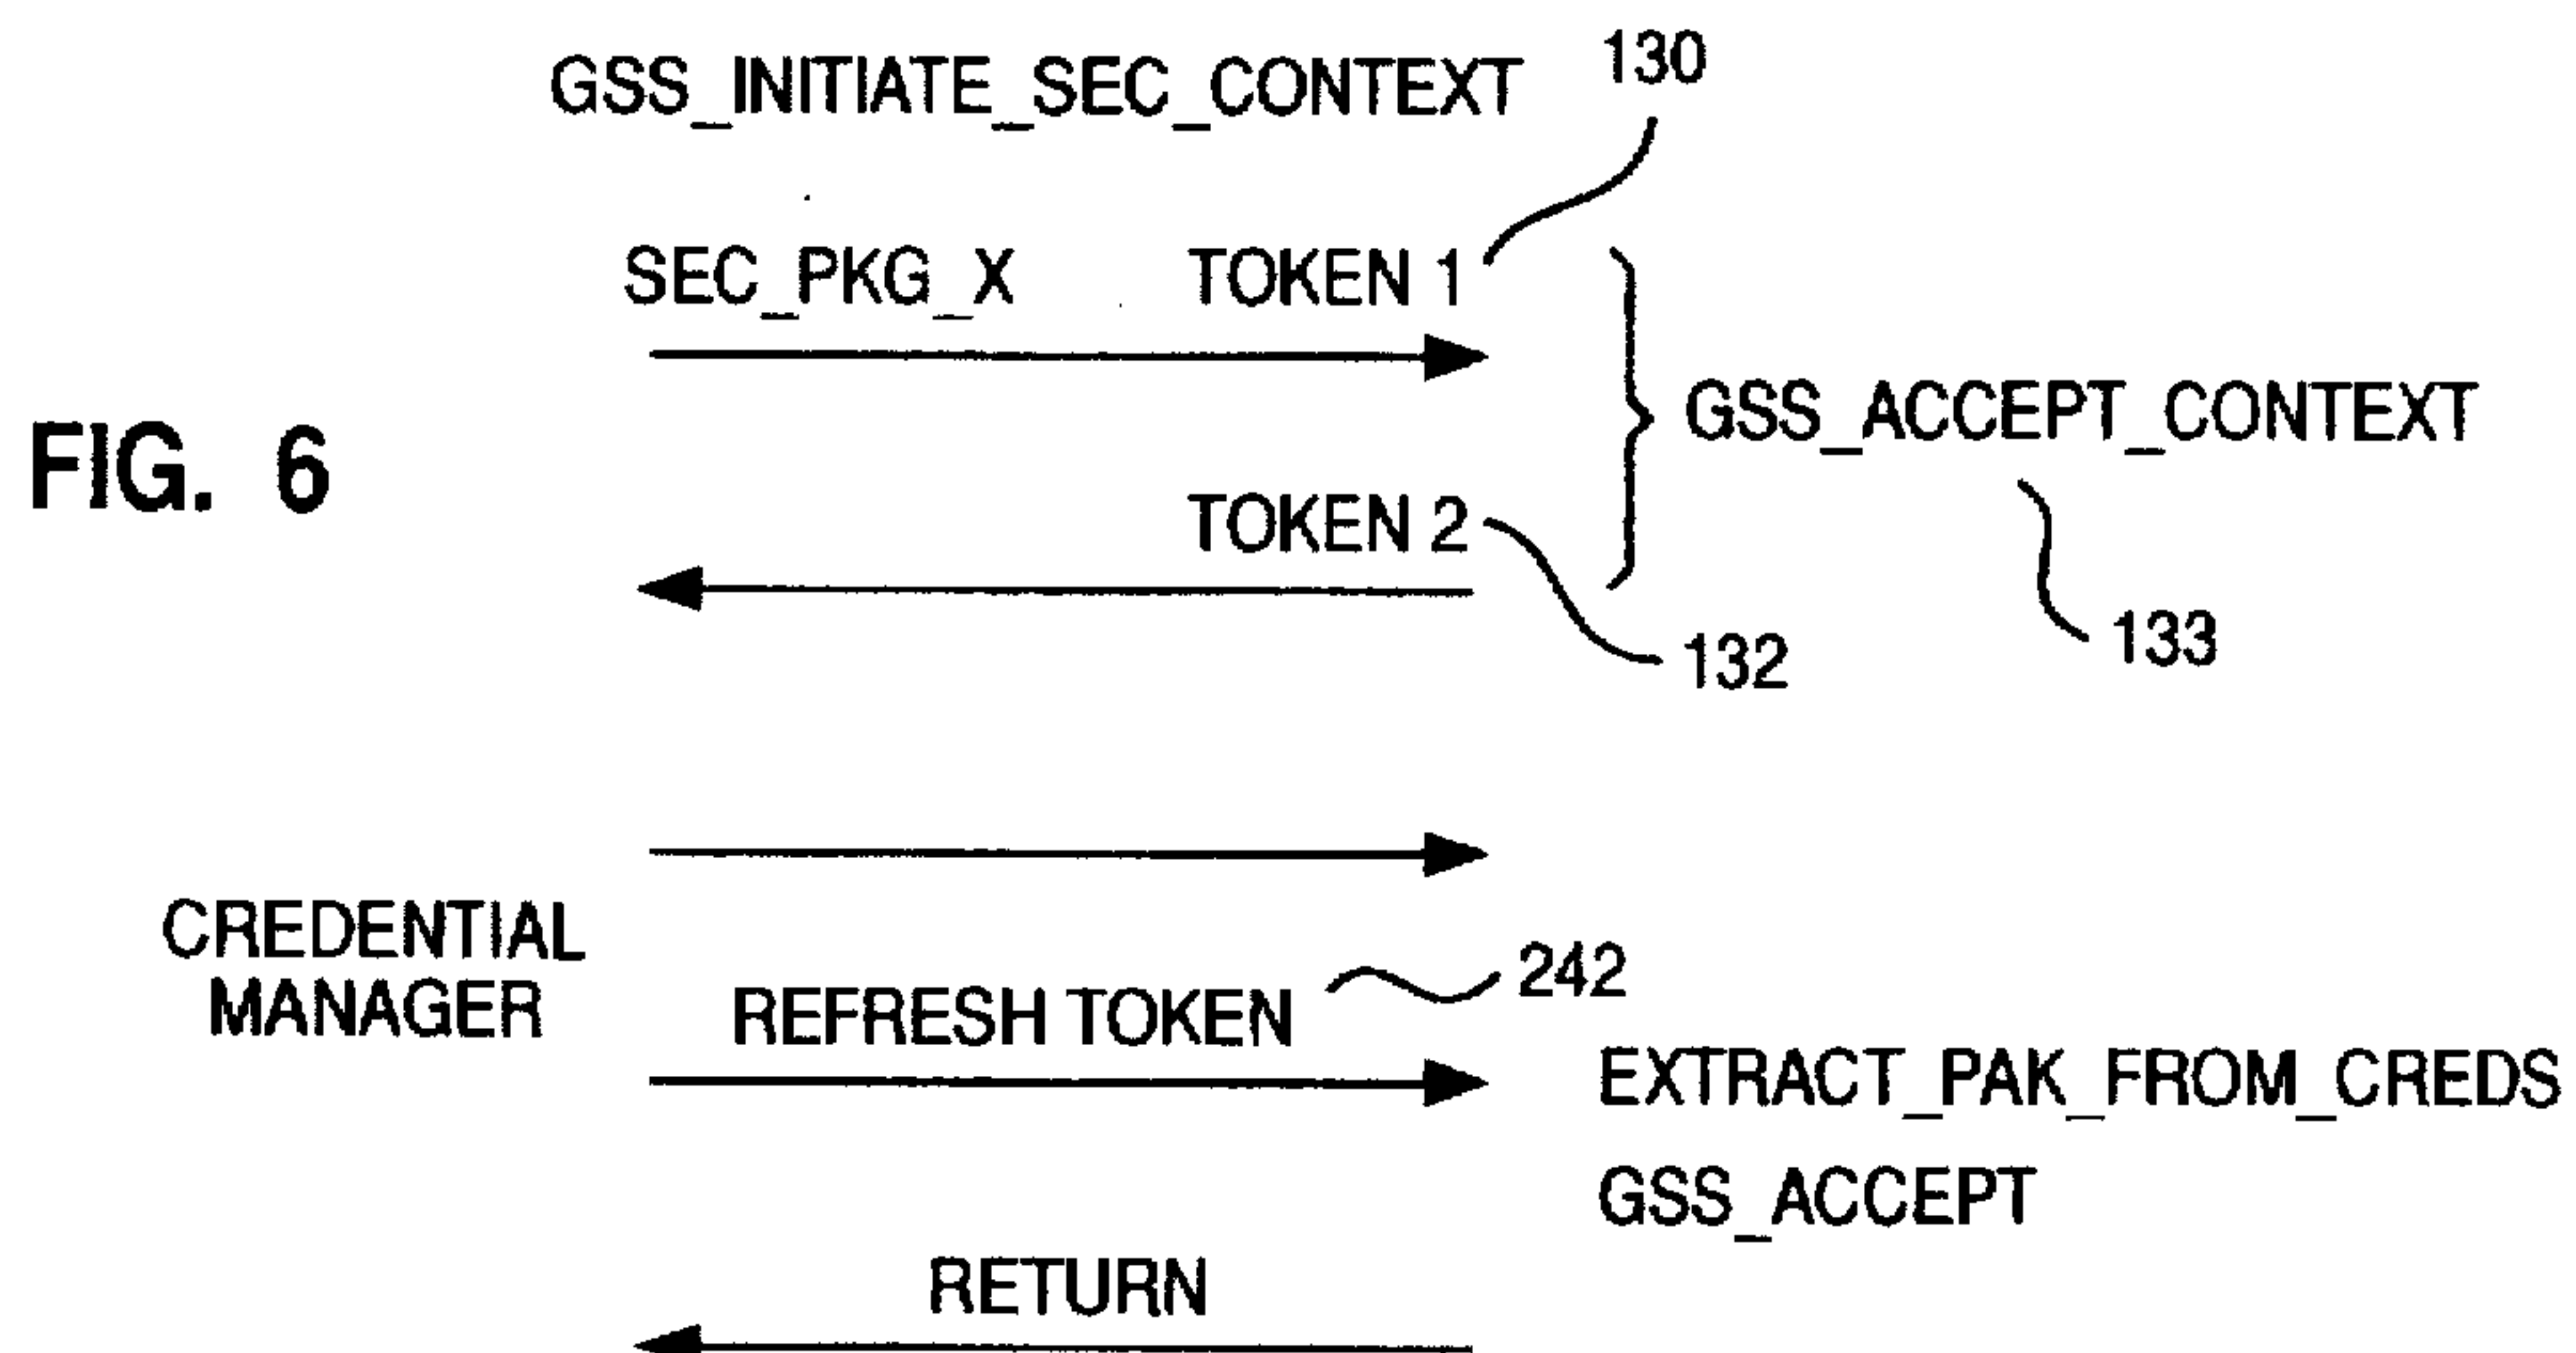 GSS_INITIATE_SEC_CONTEXT
130
SEC_PKG_X TOKEN 1
GSS_ACCEPT_CONTEXT
FIG. 6
TOKEN 2
132
133
CREDENTIAL
MANAGER
REFRESH TOKEN
242
EXTRACT_PAK_FROM_CREDS
GSS_ACCEPT
RETURN